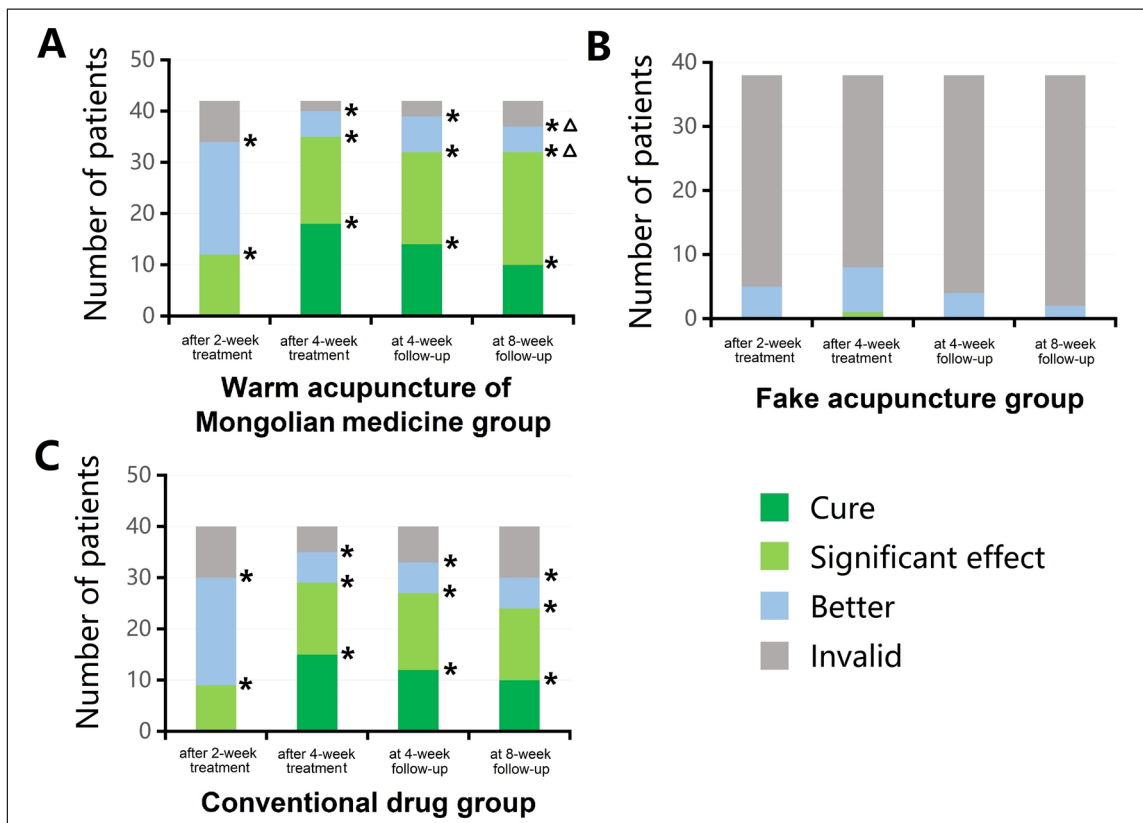 A
Number of patients
50
40
30
20
10
0
* * * * * * * * *△ *△ *
after 2-week
treatment
after 4-week
treatment
at 4-week
follow-up
at 8-week
follow-up
Warm acupuncture of
Mongolian medicine group
B
Number of patients
40
30
20
10
0
after 2-week
treatment
after 4-week
treatment
at 4-week
follow-up
at 8-week
follow-up
Fake acupuncture group
C
Number of patients
50
40
30
20
10
0
* * * * * * * * * * *
after 2-week
treatment
after 4-week
treatment
at 4-week
follow-up
at 8-week
follow-up
Conventional drug group
Cure
Significant effect
Better
Invalid